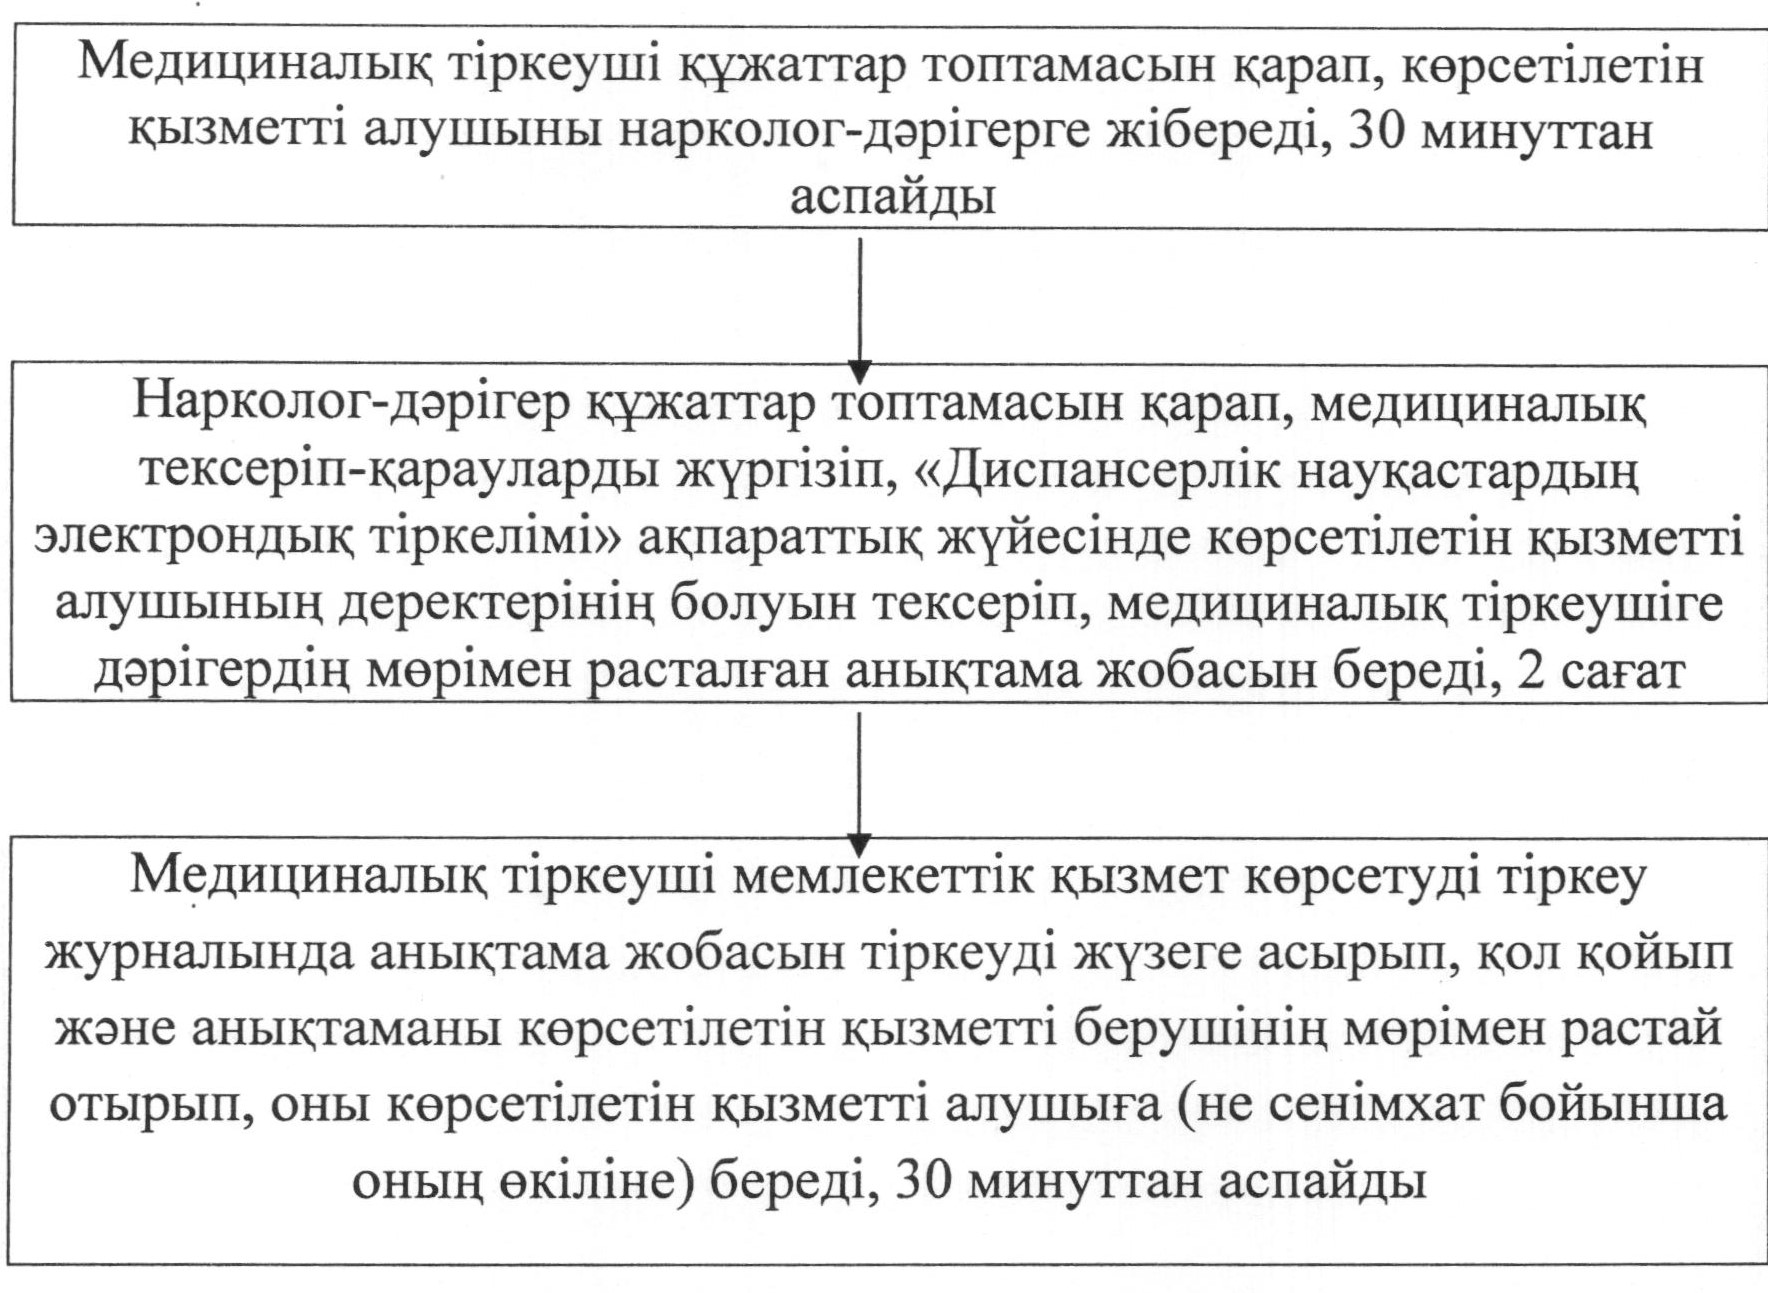 Медициналық тіркеуші құжаттар топтамасын қарап, көрсетілетін
қызметті алушыны нарколог-дәрігерге жібереді, 30 минуттан
аспайды
Нарколог-дәрігер құжаттар топтамасын қарап, медициналық
тексеріп-қарауларды жүргізіп, «Диспансерлік науқастардың
электрондық тіркелімі» ақпараттық жүйесінде көрсетілетін қызметті
алушының деректерінің болуын тексеріп, медициналық тіркеушіге
дәрігердің мөрімен расталған анықтама жобасын береді, 2 сағат
Медициналық тіркеуші мемлекеттік қызмет көрсетуді тіркеу
журналында анықтама жобасын тіркеуді жүзеге асырып, қол қойып
және анықтаманы көрсетілетін қызметті берушінің мөрімен растай
отырып, оны көрсетілетін қызметті алушыға (не сенімхат бойынша
оның өкіліне) береді, 30 минуттан аспайды